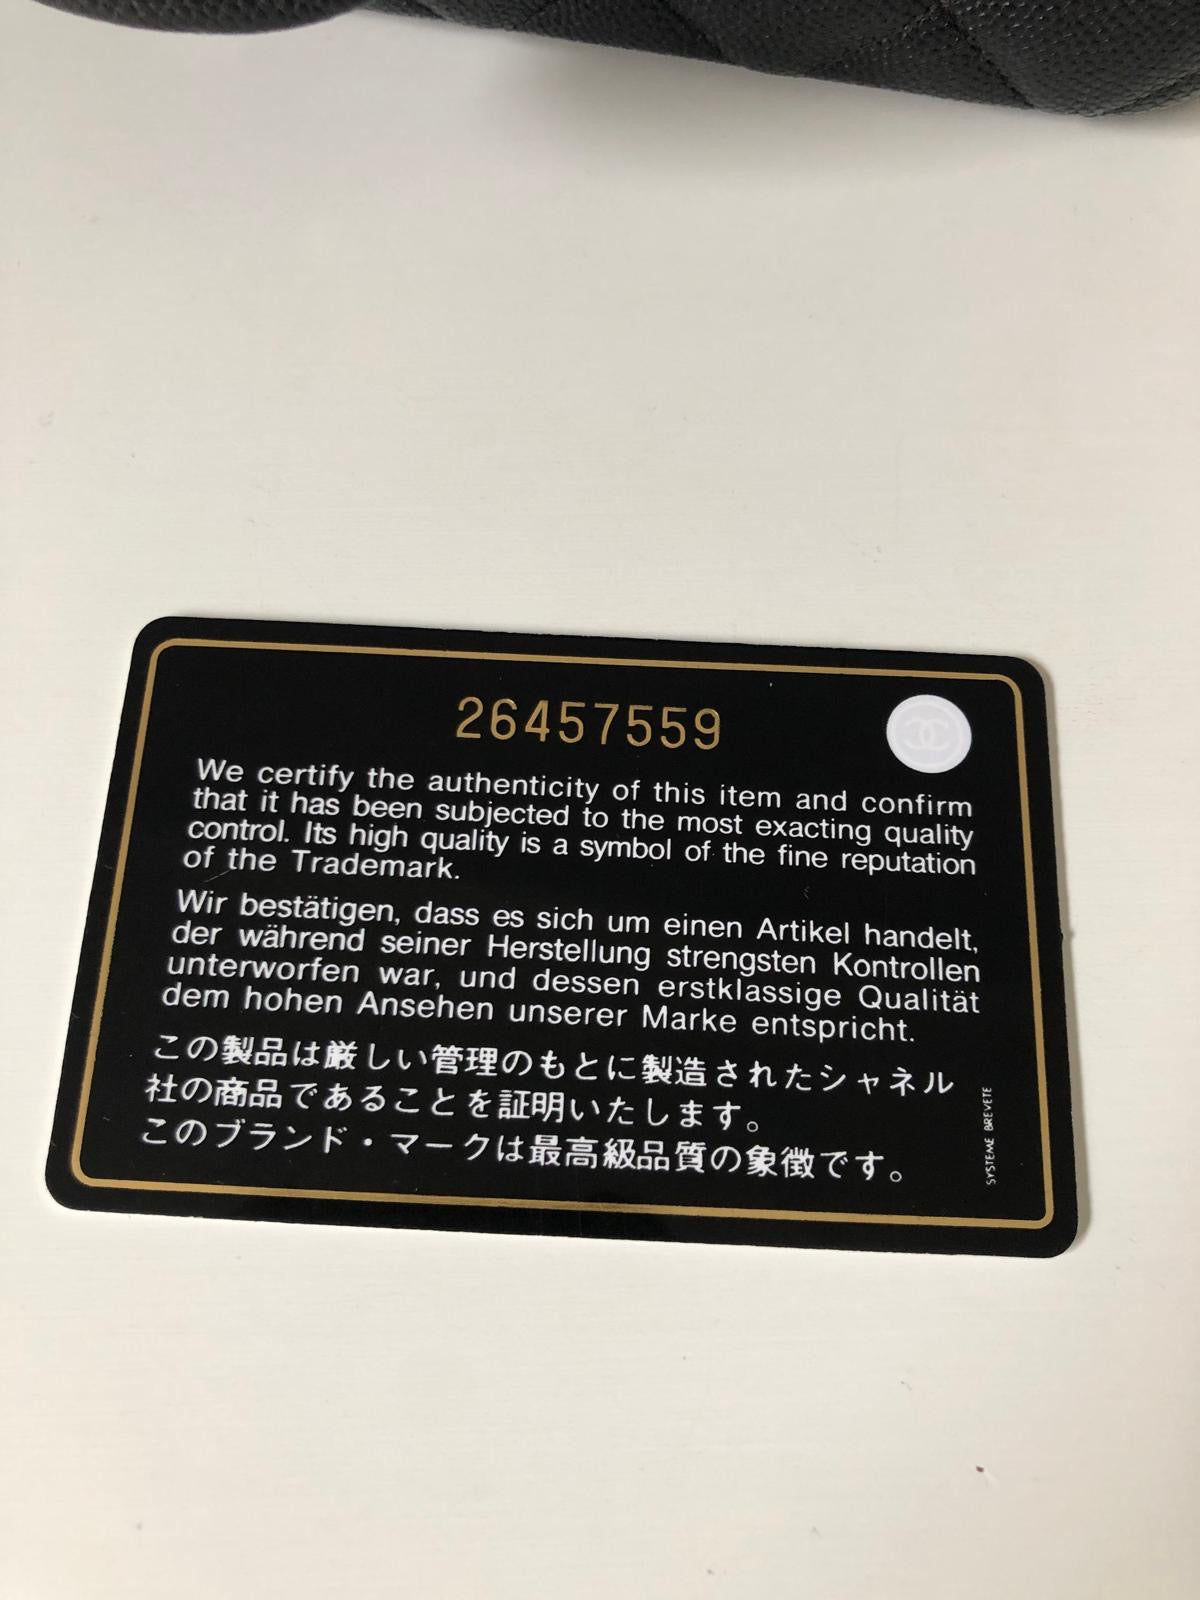 26457559
We certify the authenticity of this item and confirm
that it has been subjected to the most exacting quality
control. Its high quality is a symbol of the fine reputation
of the Trademark.
Wir bestätigen, dass es sich um einen Artikel handelt,
der während seiner Herstellung strengsten Kontrollen
unterworfen war, und dessen erstklassige Qualität
dem hohen Ansehen unserer Marke entspricht.
この製品は厳しい管理のもとに製造されたシャネル
社の商品であることを証明いたします。
このブランド・マークは最高級品質の象徴です。
SYSTEME BREVETE